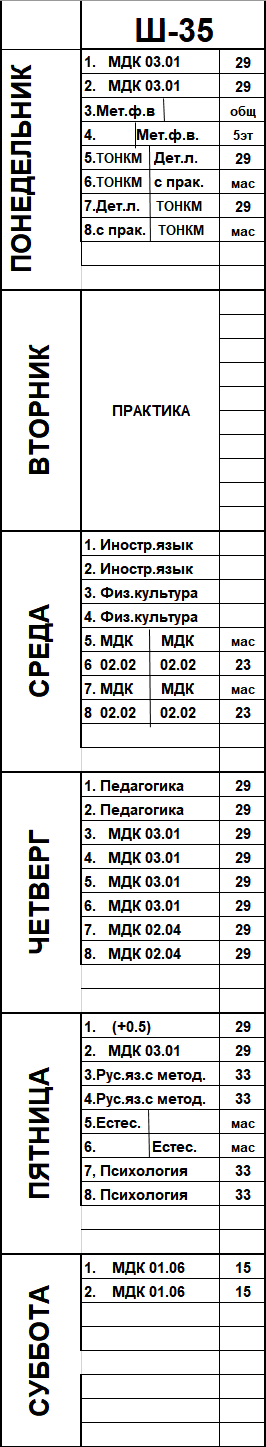 Ш-35
ПОНЕДЕЛЬНИК
1. МДК 03.01 29
2. МДК 03.01 29
3.Мет.ф.в общ
4. Мет.ф.в. 5эт
5.ТОНКМ Дет.л. 29
6.ТОНКМ с прак. мас
7.Дет.л. ТОНКМ 29
8.с прак. ТОНКМ мас
ВТОРНИК
ПРАКТИКА
СРЕДА
1. Иностр.язык
2. Иностр.язык
3. Физ.культура
4. Физ.культура
5. МДК МДК мас
6 02.02 02.02 23
7. МДК МДК мас
8 02.02 02.02 23
ЧЕТВЕРГ
1. Педагогика 29
2. Педагогика 29
3. МДК 03.01 29
4. МДК 03.01 29
5. МДК 03.01 29
6. МДК 03.01 29
7. МДК 02.04 29
8. МДК 02.04 29
ПЯТНИЦА
1. (+0.5) 29
2. МДК 03.01 29
3.Рус.яз.с метод. 33
4.Рус.яз.с метод. 33
5.Естес. мас
6. Естес. мас
7, Психология 33
8. Психология 33
СУББОТА
1. МДК 01.06 15
2. МДК 01.06 15